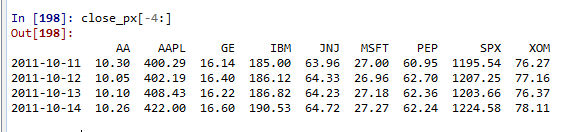 In [198]: close_px[-4:]
Out[198]:
AA AAPL GE IBM JNJ MSFT PEP SPX XOM
2011-10-11 10.30 400.29 16.14 185.00 63.96 27.00 60.95 1195.54 76.27
2011-10-12 10.05 402.19 16.40 186.12 64.33 26.96 62.70 1207.25 77.16
2011-10-13 10.10 408.43 16.22 186.82 64.23 27.18 62.36 1203.66 76.37
2011-10-14 10.26 422.00 16.60 190.53 64.72 27.27 62.24 1224.58 78.11